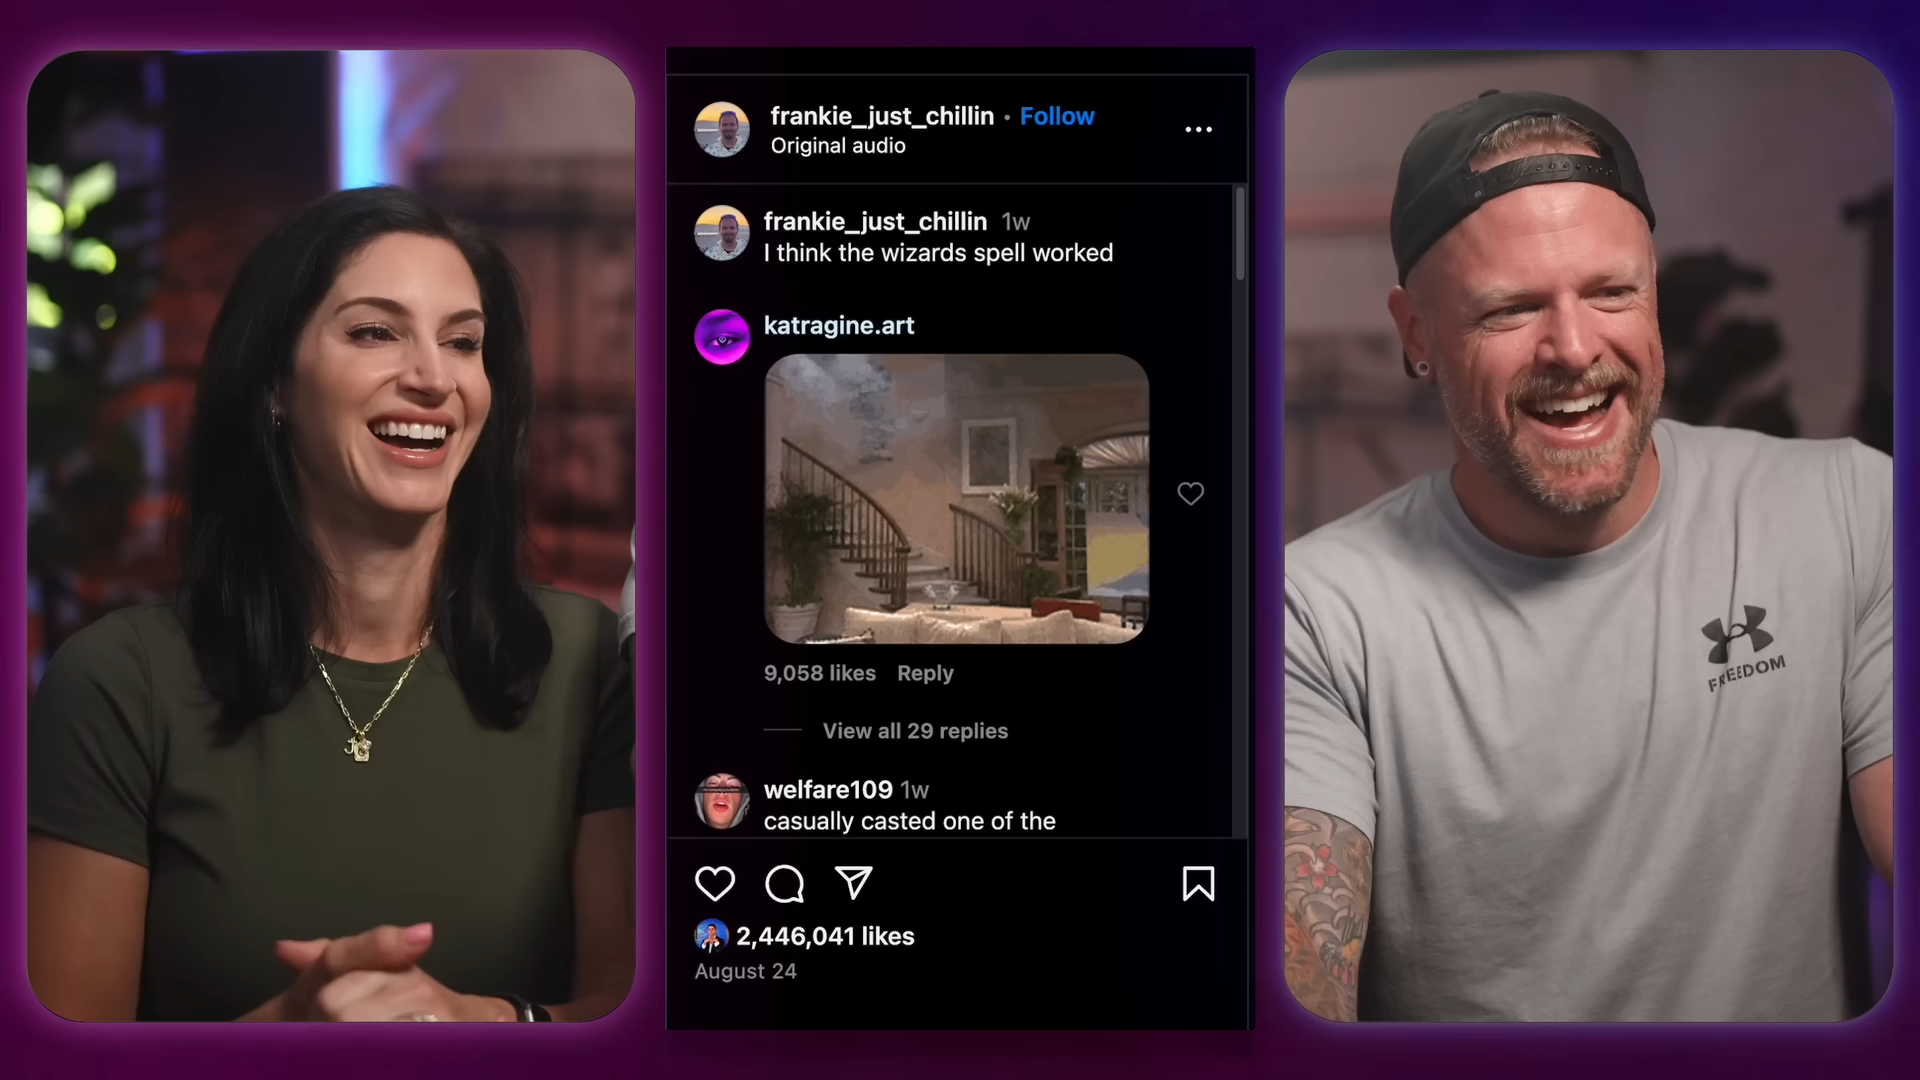 frankie_just_chillin • Follow
Original audio
frankie_just_chillin 1w
I think the wizards spell worked
katragine.art
9,058 likes Reply
View all 29 replies
welfare109 1w
casually casted one of the
2,446,041 likes
August 24
FREEDOM